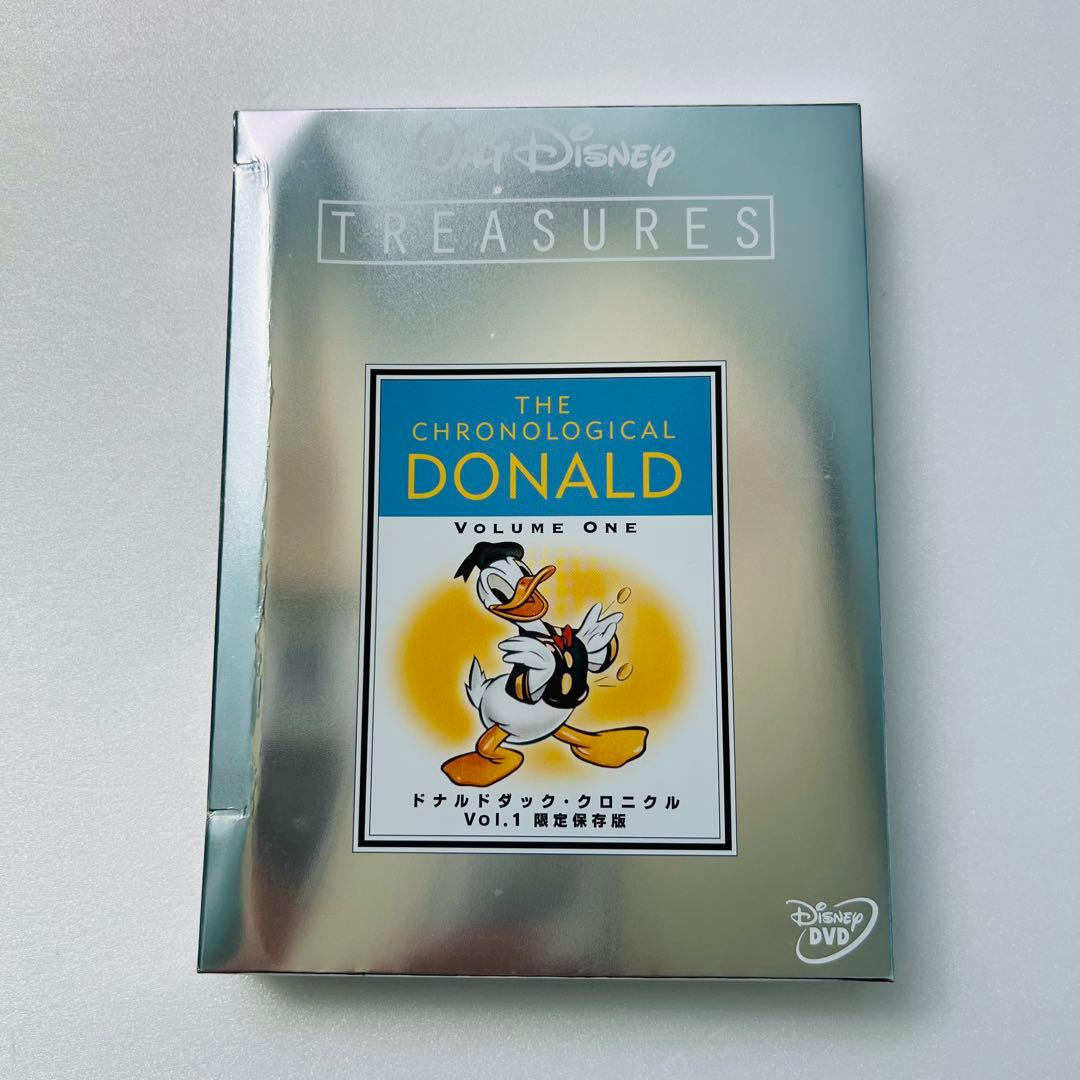 WALT DISNEY
TREASURES
THE
CHRONOLOGICAL
DONALD
VOLUME ONE
ドナルドダック・クロニクル
Vol.1 限定保存版
DISNEY
DVD